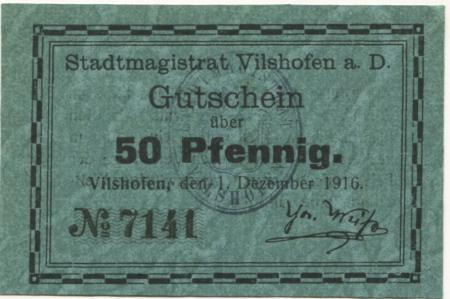 Stadtmagistrat Vilshofen a. D.
Gutschein
über
50 Pfennig.
Vilshofen, den 1. Dezember 1916.
№ 7141